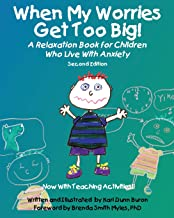 When My Worries
Get Too Big!
A Relaxation Book for Children
Who Live With Anxiety
Second Edition
Now With Teaching Activities!
Written and Illustrated by Kari Dunn Buron
Foreword by Brenda Smith Myles, PhD